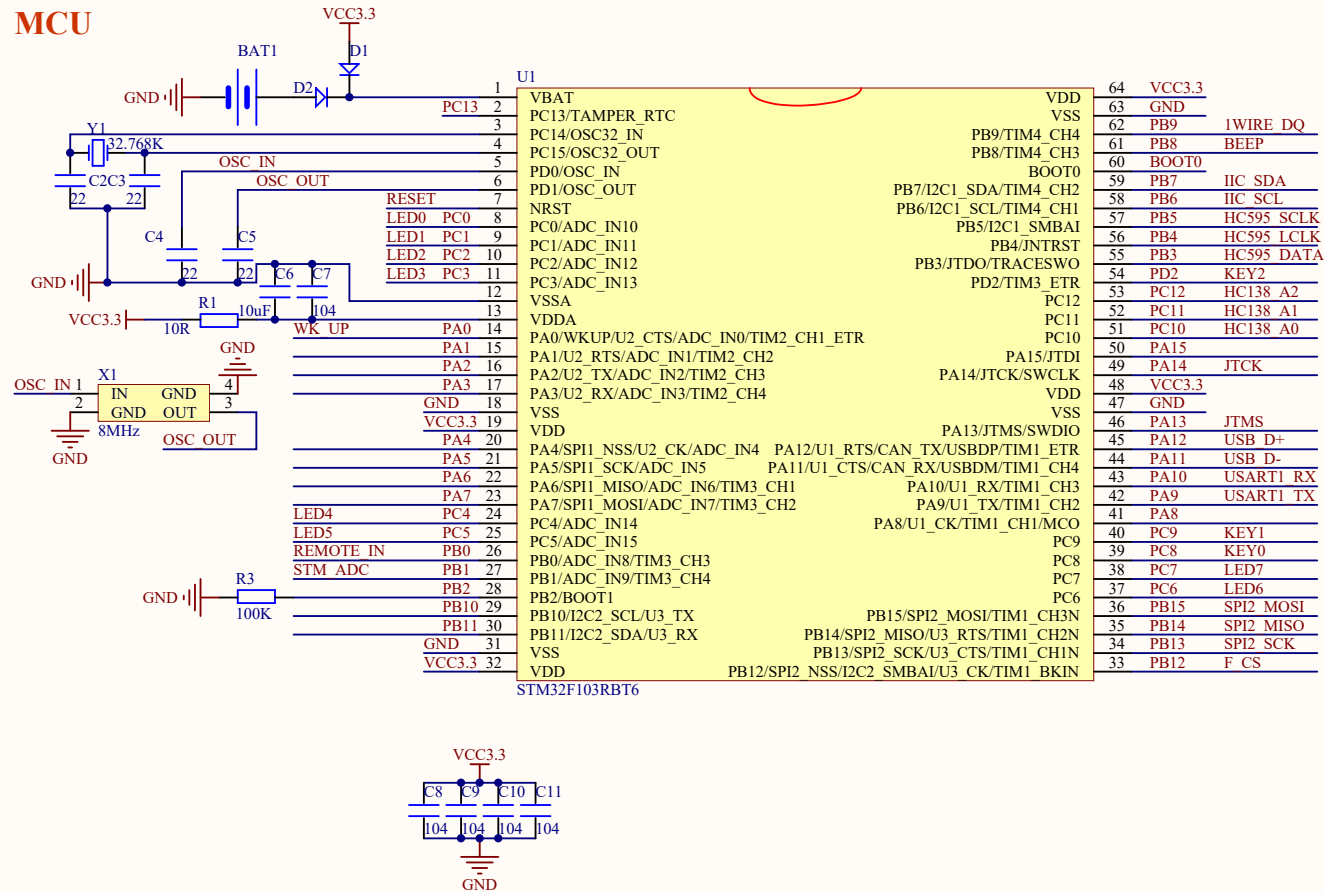 MCU
VCC3.3
BAT1
D1
D2
GND
Y1
32.768K
C2C3
22
22
OSC_IN
OSC_OUT
C4
C5
22
22
C6
C7
10uF
104
GND
R1
10R
VCC3.3
GND
OSC_IN
X1
1 IN GND 4
2 GND OUT 3
8MHz
OSC_OUT
GND
U1
1 VBAT
PC13 2 PC13/TAMPER_RTC
3 PC14/OSC32_IN
4 PC15/OSC32_OUT
5 PD0/OSC_IN
6 PD1/OSC_OUT
RESET 7 NRST
LED0 PC0 8 PC0/ADC_IN10
LED1 PC1 9 PC1/ADC_IN11
LED2 PC2 10 PC2/ADC_IN12
LED3 PC3 11 PC3/ADC_IN13
12 VSSA
13 VDDA
WK_UP PA0 14 PA0/WKUP/U2_CTS/ADC_IN0/TIM2_CH1_ETR
PA1 15 PA1/U2_RTS/ADC_IN1/TIM2_CH2
PA2 16 PA2/U2_TX/ADC_IN2/TIM2_CH3
PA3 17 PA3/U2_RX/ADC_IN3/TIM2_CH4
GND 18 VSS
VCC3.3 19 VDD
PA4 20 PA4/SPI1_NSS/U2_CK/ADC_IN4
PA5 21 PA5/SPI1_SCK/ADC_IN5
PA6 22 PA6/SPI1_MISO/ADC_IN6/TIM3_CH1
PA7 23 PA7/SPI1_MOSI/ADC_IN7/TIM3_CH2
LED4 PC4 24 PC4/ADC_IN14
LED5 PC5 25 PC5/ADC_IN15
REMOTE_IN PB0 26 PB0/ADC_IN8/TIM3_CH3
STM_ADC PB1 27 PB1/ADC_IN9/TIM3_CH4
GND R3 100K PB2 28 PB2/BOOT1
PB10 29 PB10/I2C2_SCL/U3_TX
PB11 30 PB11/I2C2_SDA/U3_RX
GND 31 VSS
VCC3.3 32 VDD
STM32F103RBT6
VDD 64 VCC3.3
VSS 63 GND
PB9/TIM4_CH4 62 PB9 1WIRE_DQ
PB8/TIM4_CH3 61 PB8 BEEP
BOOT0 60 BOOT0
PB7/I2C1_SDA/TIM4_CH2 59 PB7 IIC_SDA
PB6/I2C1_SCL/TIM4_CH1 58 PB6 IIC_SCL
PB5/I2C1_SMBAI 57 PB5 HC595_SCLK
PB4/JNTRST 56 PB4 HC595_LCLK
PB3/JTDO/TRACESWO 55 PB3 HC595_DATA
PD2/TIM3_ETR 54 PD2 KEY2
PC12 53 PC12 HC138_A2
PC11 52 PC11 HC138_A1
PC10 51 PC10 HC138_A0
PA15/JTDI 50 PA15
PA14/JTCK/SWCLK 49 PA14 JTCK
VDD 48 VCC3.3
VSS 47 GND
PA13/JTMS/SWDIO 46 PA13 JTMS
PA12/U1_RTS/CAN_TX/USBDP/TIM1_ETR 45 PA12 USB_D+
PA11/U1_CTS/CAN_RX/USBDM/TIM1_CH4 44 PA11 USB_D-
PA10/U1_RX/TIM1_CH3 43 PA10 USART1_RX
PA9/U1_TX/TIM1_CH2 42 PA9 USART1_TX
PA8/U1_CK/TIM1_CH1/MCO 41 PA8
PC9 40 PC9 KEY1
PC8 39 PC8 KEY0
PC7 38 PC7 LED7
PC6 37 PC6 LED6
PB15/SPI2_MOSI/TIM1_CH3N 36 PB15 SPI2_MOSI
PB14/SPI2_MISO/U3_RTS/TIM1_CH2N 35 PB14 SPI2_MISO
PB13/SPI2_SCK/U3_CTS/TIM1_CH1N 34 PB13 SPI2_SCK
PB12/SPI2_NSS/I2C2_SMBAI/U3_CK/TIM1_BKIN 33 PB12 F_CS
VCC3.3
C8 C9 C10 C11
104 104 104 104
GND